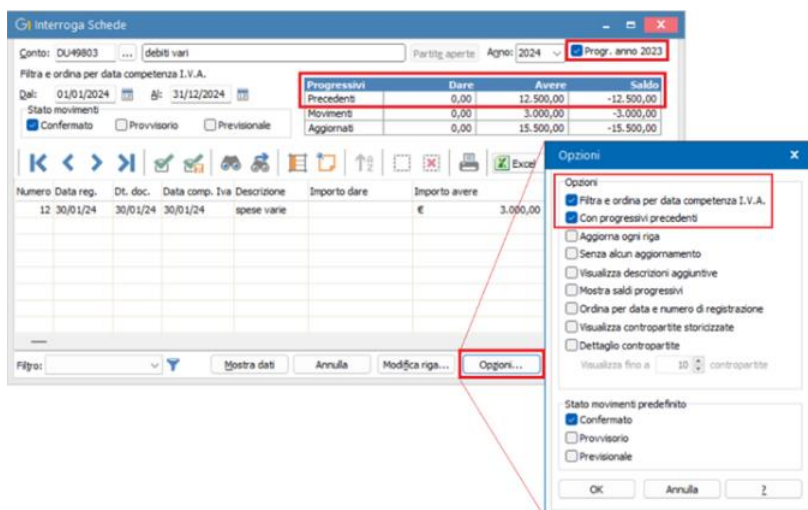 Interroga Schede
Conto: DU49803 ... debiti vari Partite aperte Anno: 2024 Progr. anno 2023
Filtra e ordina per data competenza I.V.A.
Dal: 01/01/2024 Al: 31/12/2024
Stato movimenti
Confermato Provvisorio Previsionale
Progressivi Dare Avere Saldo
Precedenti 0,00 12.500,00 -12.500,00
Movimenti 0,00 3.000,00 -3.000,00
Aggiornati 0,00 15.500,00 -15.500,00
Excel
Numero Data reg. Dt. doc. Data comp. Iva Descrizione Importo dare Importo avere
12 30/01/24 30/01/24 30/01/24 spese varie € 3.000,00
Filtro: Mostra dati Annulla Modifica riga... Opzioni...
Opzioni
Opzioni
Filtra e ordina per data competenza I.V.A.
Con progressivi precedenti
Aggiorna ogni riga
Senza alcun aggiornamento
Visualizza descrizioni aggiuntive
Mostra saldi progressivi
Ordina per data e numero di registrazione
Visualizza contropartite storicizzate
Dettaglio contropartite
Visualizza fino a 10 contropartite
Stato movimenti predefinito
Confermato
Provvisorio
Previsionale
OK Annulla ?